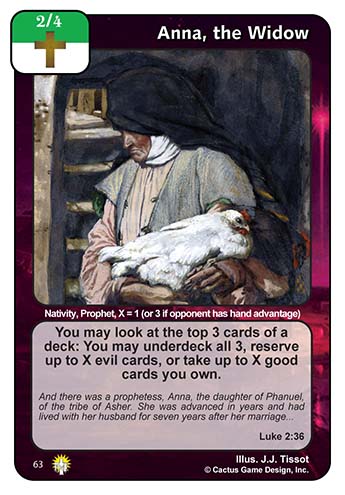 2/4
Anna, the Widow
Nativity, Prophet, X = 1 (or 3 if opponent has hand advantage)
You may look at the top 3 cards of a
deck: You may underdeck all 3, reserve
up to X evil cards, or take up to X good
cards you own.
And there was a prophetess, Anna, the daughter of Phanuel,
of the tribe of Asher. She was advanced in years and had
lived with her husband for seven years after her marriage...
Luke 2:36
63
Illus. J.J. Tissot
© Cactus Game Design, Inc.